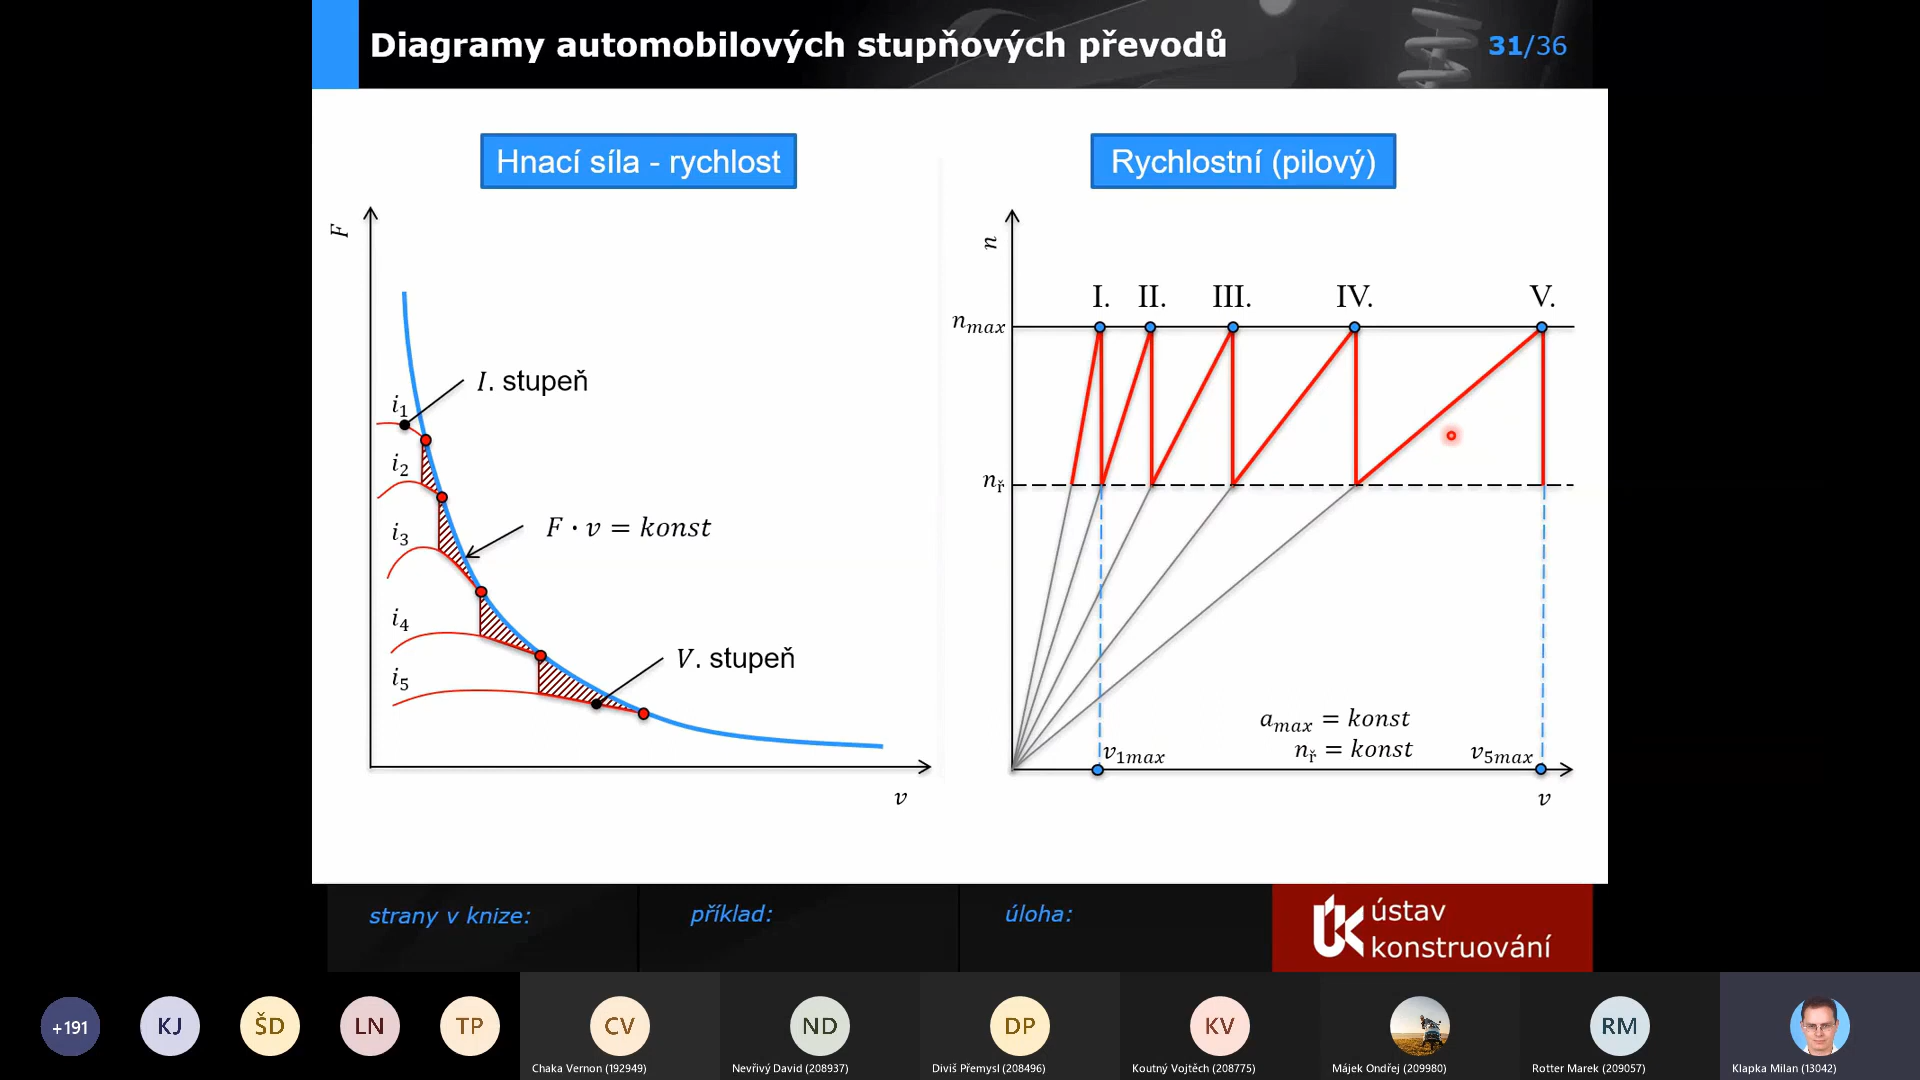 Diagramy automobilových stupňových převodů
31/36
Hnací síla - rychlost
Rychlostní (pilový)
F
i₁
I. stupeň
i₂
i₃
F · v = konst
i₄
i₅
V. stupeň
v
n
I. II. III. IV. V.
nₘₐₓ
nř
aₘₐₓ = konst
nř = konst
v₁ₘₐₓ
v₅ₘₐₓ
v
strany v knize:
příklad:
úloha:
ÚK ústav
konstruování
+191
KJ
ŠD
LN
TP
CV
Chaka Vernon (192949)
ND
Nevřivý David (208937)
DP
Diviš Přemysl (208496)
KV
Koutný Vojtěch (208775)
Májek Ondřej (209980)
RM
Rotter Marek (209057)
Klapka Milan (13042)